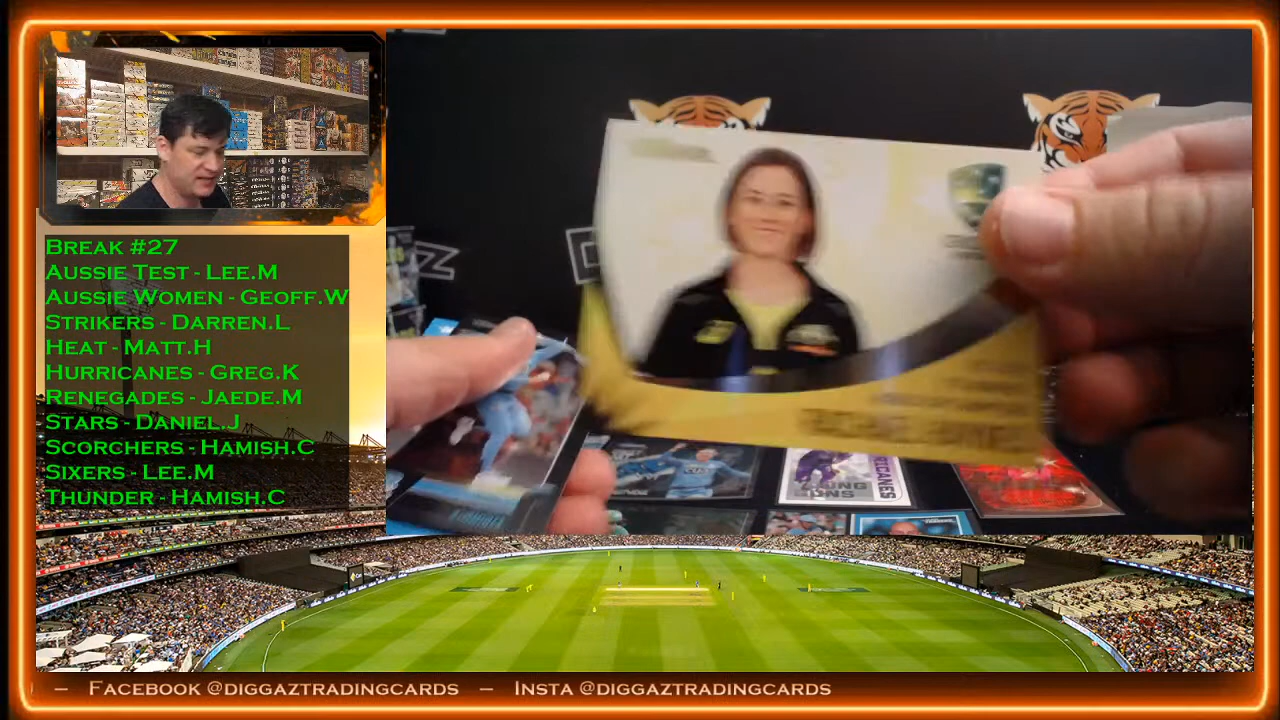 Break #27
Aussie Test - Lee.M
Aussie Women - Geoff.W
Strikers - Darren.L
Heat - Matt.H
Hurricanes - Greg.K
Renegades - Jaede.M
Stars - Daniel.J
Scorchers - Hamish.C
Sixers - Lee.M
Thunder - Hamish.C
– Facebook @diggaztradingcards – Insta @diggaztradingcards